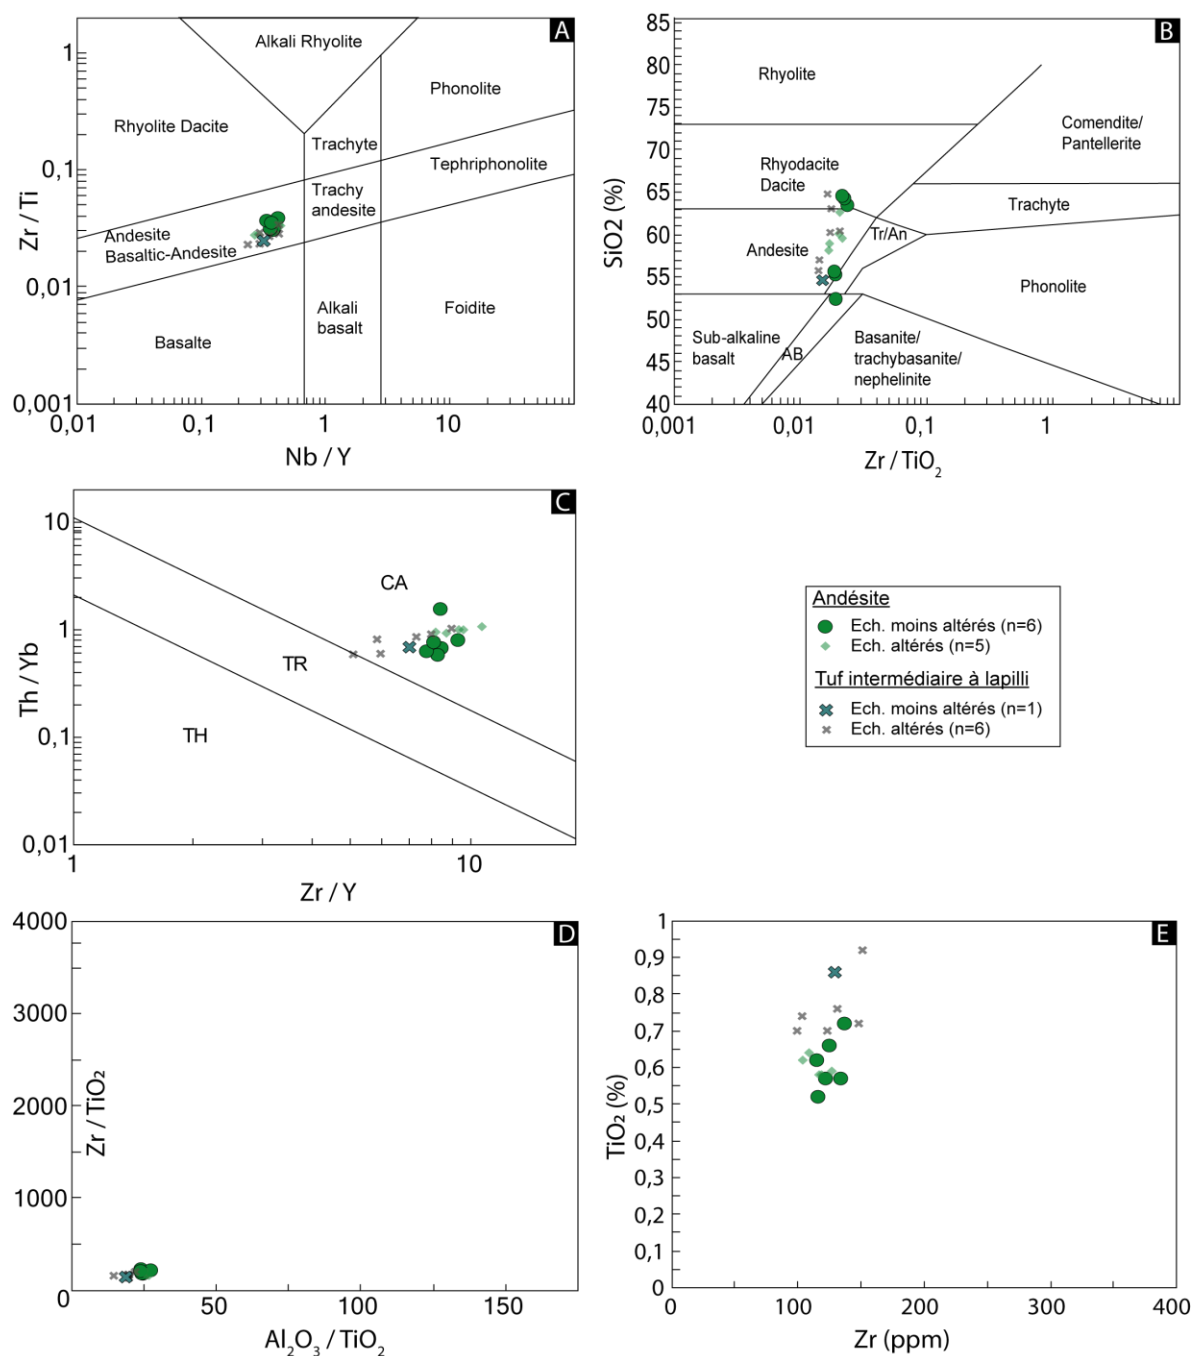 A
1
0,1
0,01
0,001
0,01
0,1
1
10
Zr / Ti
Nb / Y
Alkali Rhyolite
Phonolite
Rhyolite Dacite
Trachyte
Tephriphonolite
Trachy
andesite
Andesite
Basaltic-Andesite
Alkali
basalt
Foidite
Basalte
B
85
80
75
70
65
60
55
50
45
40
0,001
0,01
0,1
1
SiO2 (%)
Zr / TiO₂
Rhyolite
Comendite/
Pantellerite
Rhyodacite
Dacite
Trachyte
Tr/An
Andesite
Phonolite
Sub-alkaline
basalt
AB
Basanite/
trachybasanite/
nephelinite
C
10
1
0,1
0,01
1
10
Th / Yb
Zr / Y
CA
TR
TH
Andésite
Ech. moins altérés (n=6)
Ech. altérés (n=5)
Tuf intermédiaire à lapilli
Ech. moins altérés (n=1)
Ech. altérés (n=6)
D
4000
3000
2000
1000
0
50
100
150
Zr / TiO₂
Al₂O₃ / TiO₂
E
1
0,9
0,8
0,7
0,6
0,5
0,4
0,3
0,2
0,1
0
0
100
200
300
400
TiO₂ (%)
Zr (ppm)